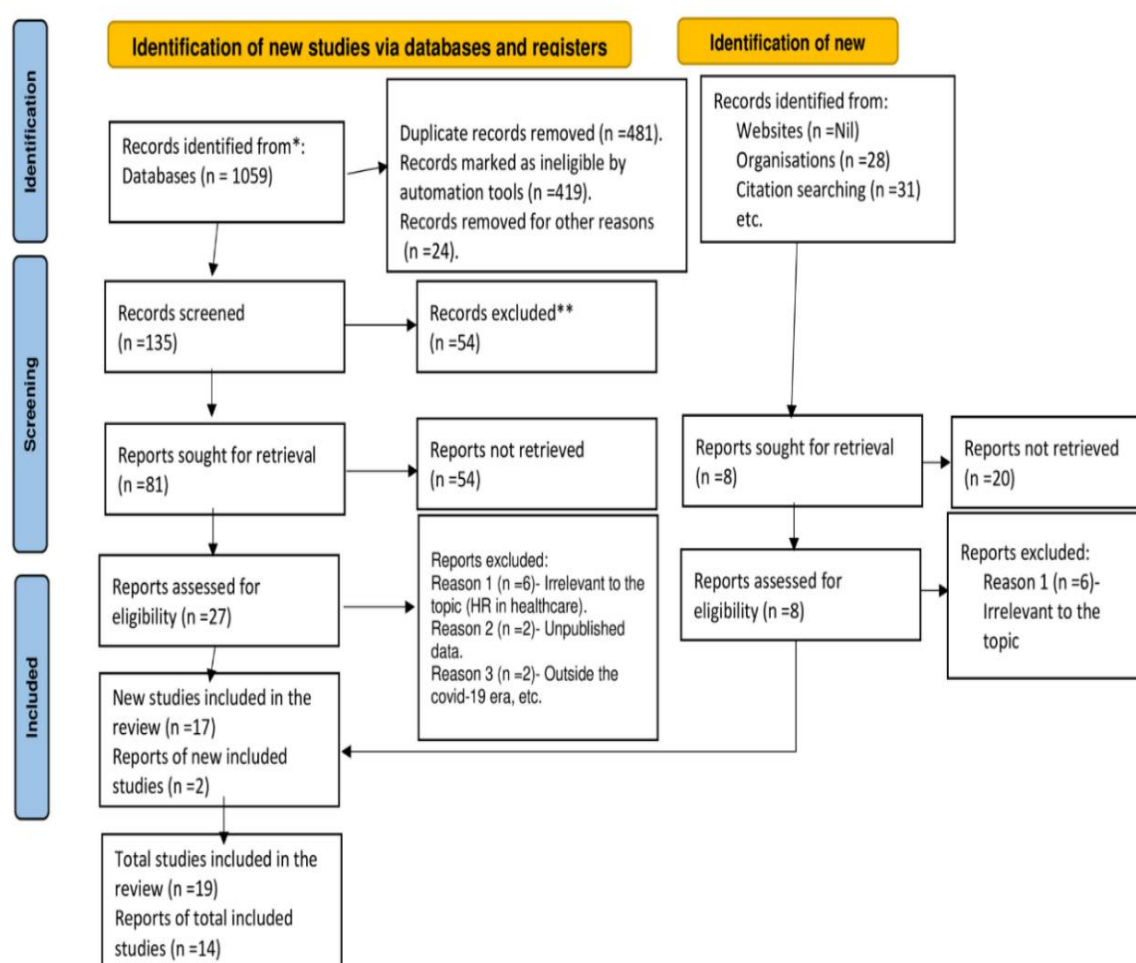 Identification of new studies via databases and registers
Identification of new
Identification
Records identified from*:
Databases (n = 1059)
Duplicate records removed (n =481).
Records marked as ineligible by
automation tools (n =419).
Records removed for other reasons
(n =24).
Records identified from:
Websites (n =Nil)
Organisations (n =28)
Citation searching (n =31)
etc.
Screening
Records screened
(n =135)
Records excluded**
(n =54)
Reports sought for retrieval
(n =81)
Reports not retrieved
(n =54)
Reports sought for retrieval
(n =8)
Reports not retrieved
(n =20)
Reports assessed for
eligibility (n =27)
Reports excluded:
Reason 1 (n =6)- Irrelevant to the
topic (HR in healthcare).
Reason 2 (n =2)- Unpublished
data.
Reason 3 (n =2)- Outside the
covid-19 era, etc.
Reports assessed for
eligibility (n =8)
Reports excluded:
Reason 1 (n =6)-
Irrelevant to the
topic
Included
New studies included in the
review (n =17)
Reports of new included
studies (n =2)
Total studies included in the
review (n =19)
Reports of total included
studies (n =14)